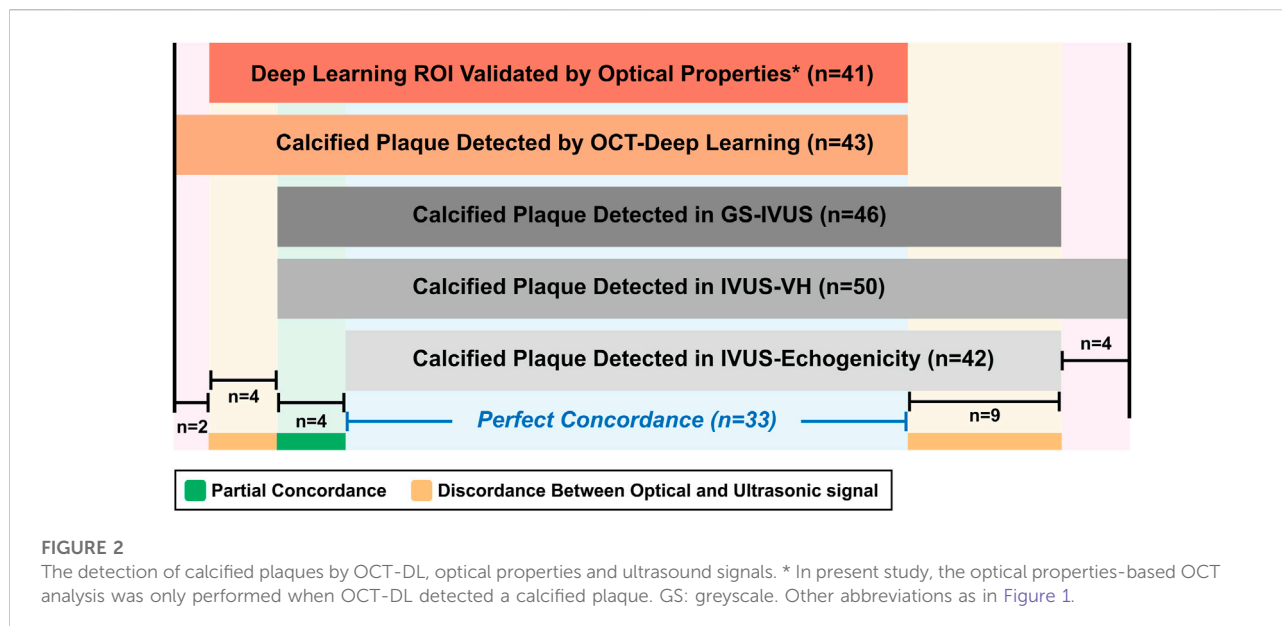 Deep Learning ROI Validated by Optical Properties* (n=41)
Calcified Plaque Detected by OCT-Deep Learning (n=43)
Calcified Plaque Detected in GS-IVUS (n=46)
Calcified Plaque Detected in IVUS-VH (n=50)
Calcified Plaque Detected in IVUS-Echogenicity (n=42)
n=4
n=4
n=2
n=4
Perfect Concordance (n=33)
n=9
Partial Concordance
Discordance Between Optical and Ultrasonic signal
FIGURE 2
The detection of calcified plaques by OCT-DL, optical properties and ultrasound signals. * In present study, the optical properties-based OCT
analysis was only performed when OCT-DL detected a calcified plaque. GS: greyscale. Other abbreviations as in Figure 1.